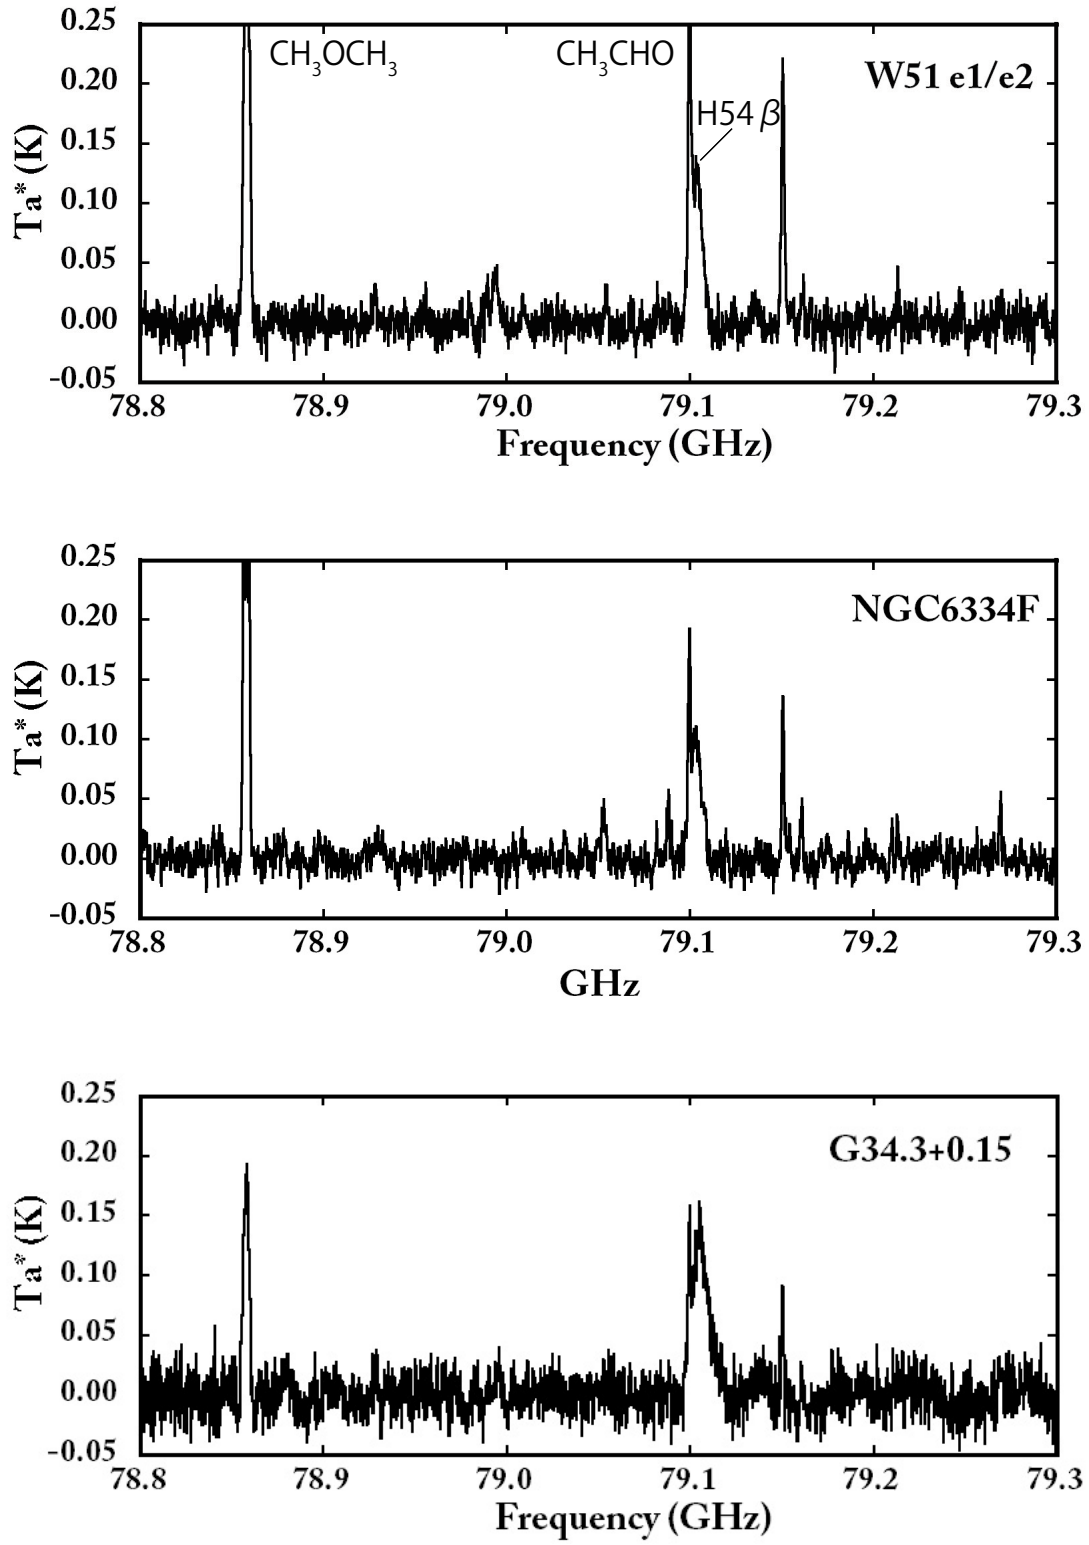 0.25
CH₃OCH₃ CH₃CHO W51 e1/e2
0.20
H54 β
0.15
Ta* (K)
0.10
0.05
0.00
-0.05
78.8 78.9 79.0 79.1 79.2 79.3
Frequency (GHz)
0.25
NGC6334F
0.20
0.15
Ta* (K)
0.10
0.05
0.00
-0.05
78.8 78.9 79.0 79.1 79.2 79.3
GHz
0.25
G34.3+0.15
0.20
0.15
Ta* (K)
0.10
0.05
0.00
-0.05
78.8 78.9 79.0 79.1 79.2 79.3
Frequency (GHz)